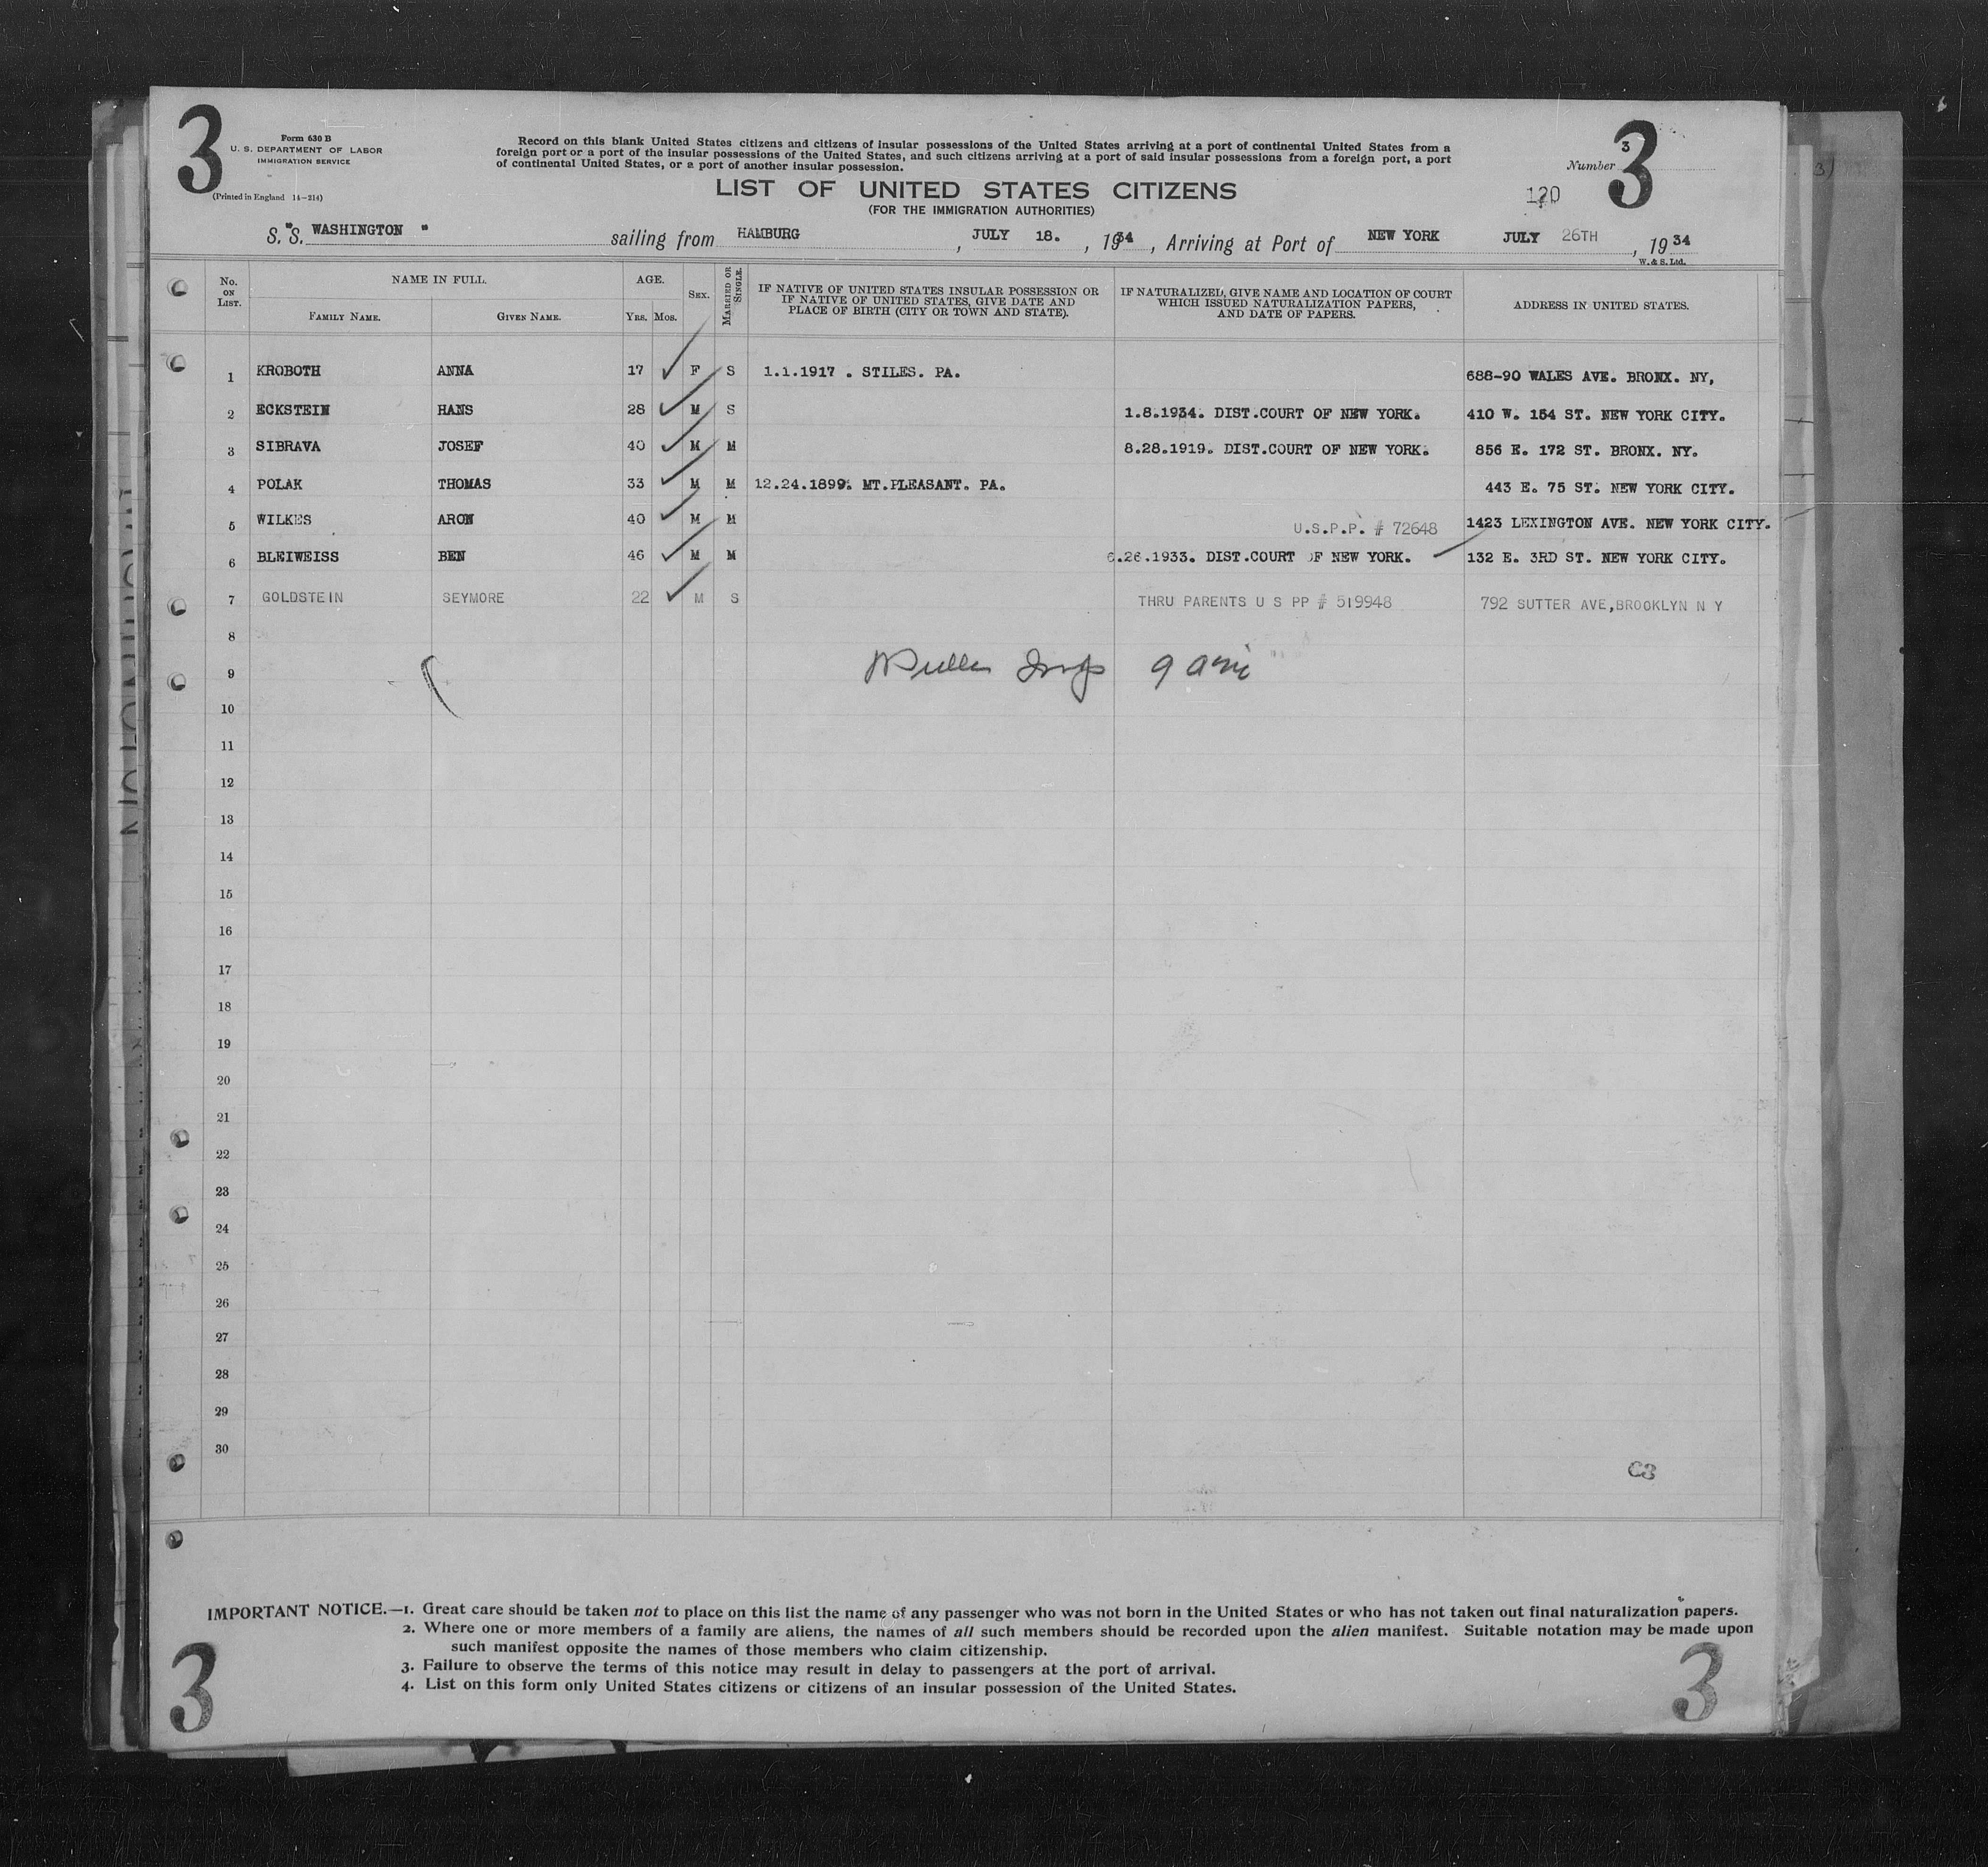 3
Form 630 B
U. S. DEPARTMENT OF LABOR
IMMIGRATION SERVICE
(Printed in England 14-214)
Record on this blank United States citizens and citizens of insular possessions of the United States arriving at a port of continental United States from a
foreign port or a port of the insular possessions of the United States, and such citizens arriving at a port of said insular possessions from a foreign port, a port
of continental United States, or a port of another insular possession.
LIST OF UNITED STATES CITIZENS
(FOR THE IMMIGRATION AUTHORITIES)
Number 3
3
120
S. S. "WASHINGTON" sailing from HAMBURG, JULY 18., 1934, Arriving at Port of NEW YORK JULY 26TH, 1934
W. & S. Ltd.
No. ON LIST. NAME IN FULL. AGE. SEX. MARRIED OR SINGLE. IF NATIVE OF UNITED STATES INSULAR POSSESSION OR IF NATIVE OF UNITED STATES, GIVE DATE AND PLACE OF BIRTH (CITY OR TOWN AND STATE). IF NATURALIZED, GIVE NAME AND LOCATION OF COURT WHICH ISSUED NATURALIZATION PAPERS, AND DATE OF PAPERS. ADDRESS IN UNITED STATES.
FAMILY NAME. GIVEN NAME. YRS. MOS.
1 KROBOTH ANNA 17 F S 1.1.1917 . STILES. PA. 688-90 WALES AVE. BRONX. NY,
2 ECKSTEIN HANS 28 M S 1.8.1934. DIST.COURT OF NEW YORK. 410 W. 154 ST. NEW YORK CITY.
3 SIBRAVA JOSEF 40 M M 8.28.1919. DIST.COURT OF NEW YORK. 856 E. 172 ST. BRONX. NY.
4 POLAK THOMAS 33 M M 12.24.1899. MT.PLEASANT. PA. 443 E. 75 ST. NEW YORK CITY.
5 WILKES ARON 40 M M U.S.P.P. # 72648 1423 LEXINGTON AVE. NEW YORK CITY.
6 BLEIWEISS BEN 46 M M 6.26.1933. DIST.COURT OF NEW YORK. 132 E. 3RD ST. NEW YORK CITY.
7 GOLDSTEIN SEYMORE 22 M S THRU PARENTS U S PP # 519948 792 SUTTER AVE,BROOKLYN N Y
8
9
10
11
12
13
14
15
16
17
18
19
20
21
22
23
24
25
26
27
28
29
30
C3
IMPORTANT NOTICE.—1. Great care should be taken not to place on this list the name of any passenger who was not born in the United States or who has not taken out final naturalization papers.
2. Where one or more members of a family are aliens, the names of all such members should be recorded upon the alien manifest. Suitable notation may be made upon
such manifest opposite the names of those members who claim citizenship.
3. Failure to observe the terms of this notice may result in delay to passengers at the port of arrival.
4. List on this form only United States citizens or citizens of an insular possession of the United States.
3
3